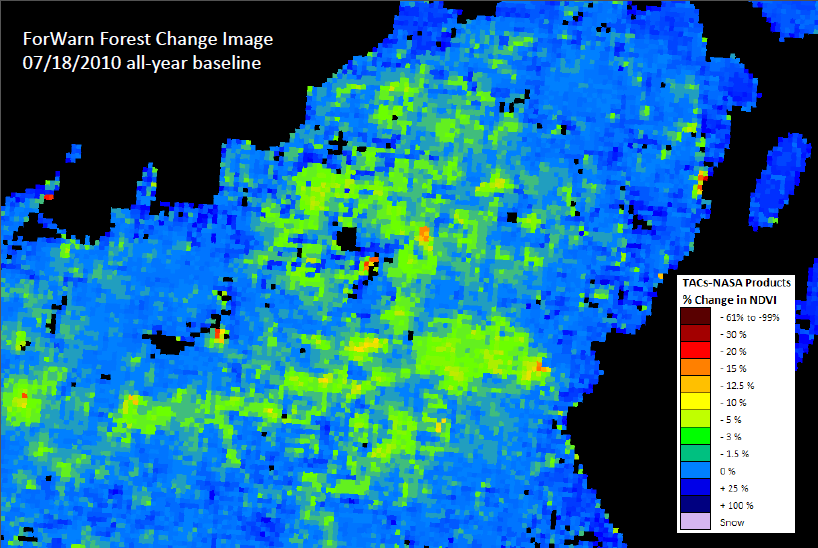 ForWarn Forest Change Image
07/18/2010 all-year baseline
TACs-NASA Products
% Change in NDVI
- 61% to -99%
- 30 %
- 20 %
- 15 %
- 12.5 %
- 10 %
- 5 %
- 3 %
- 1.5 %
0 %
+ 25 %
+ 100 %
Snow